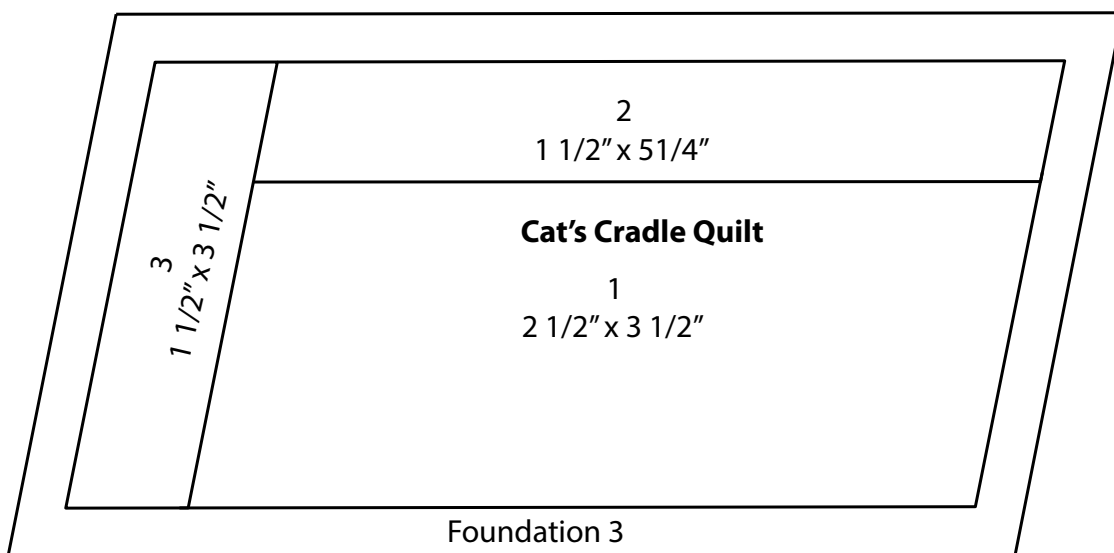 2
1 1/2” x 51/4”
Cat’s Cradle Quilt
1
2 1/2” x 3 1/2”
3
1 1/2” x 3 1/2”
Foundation 3